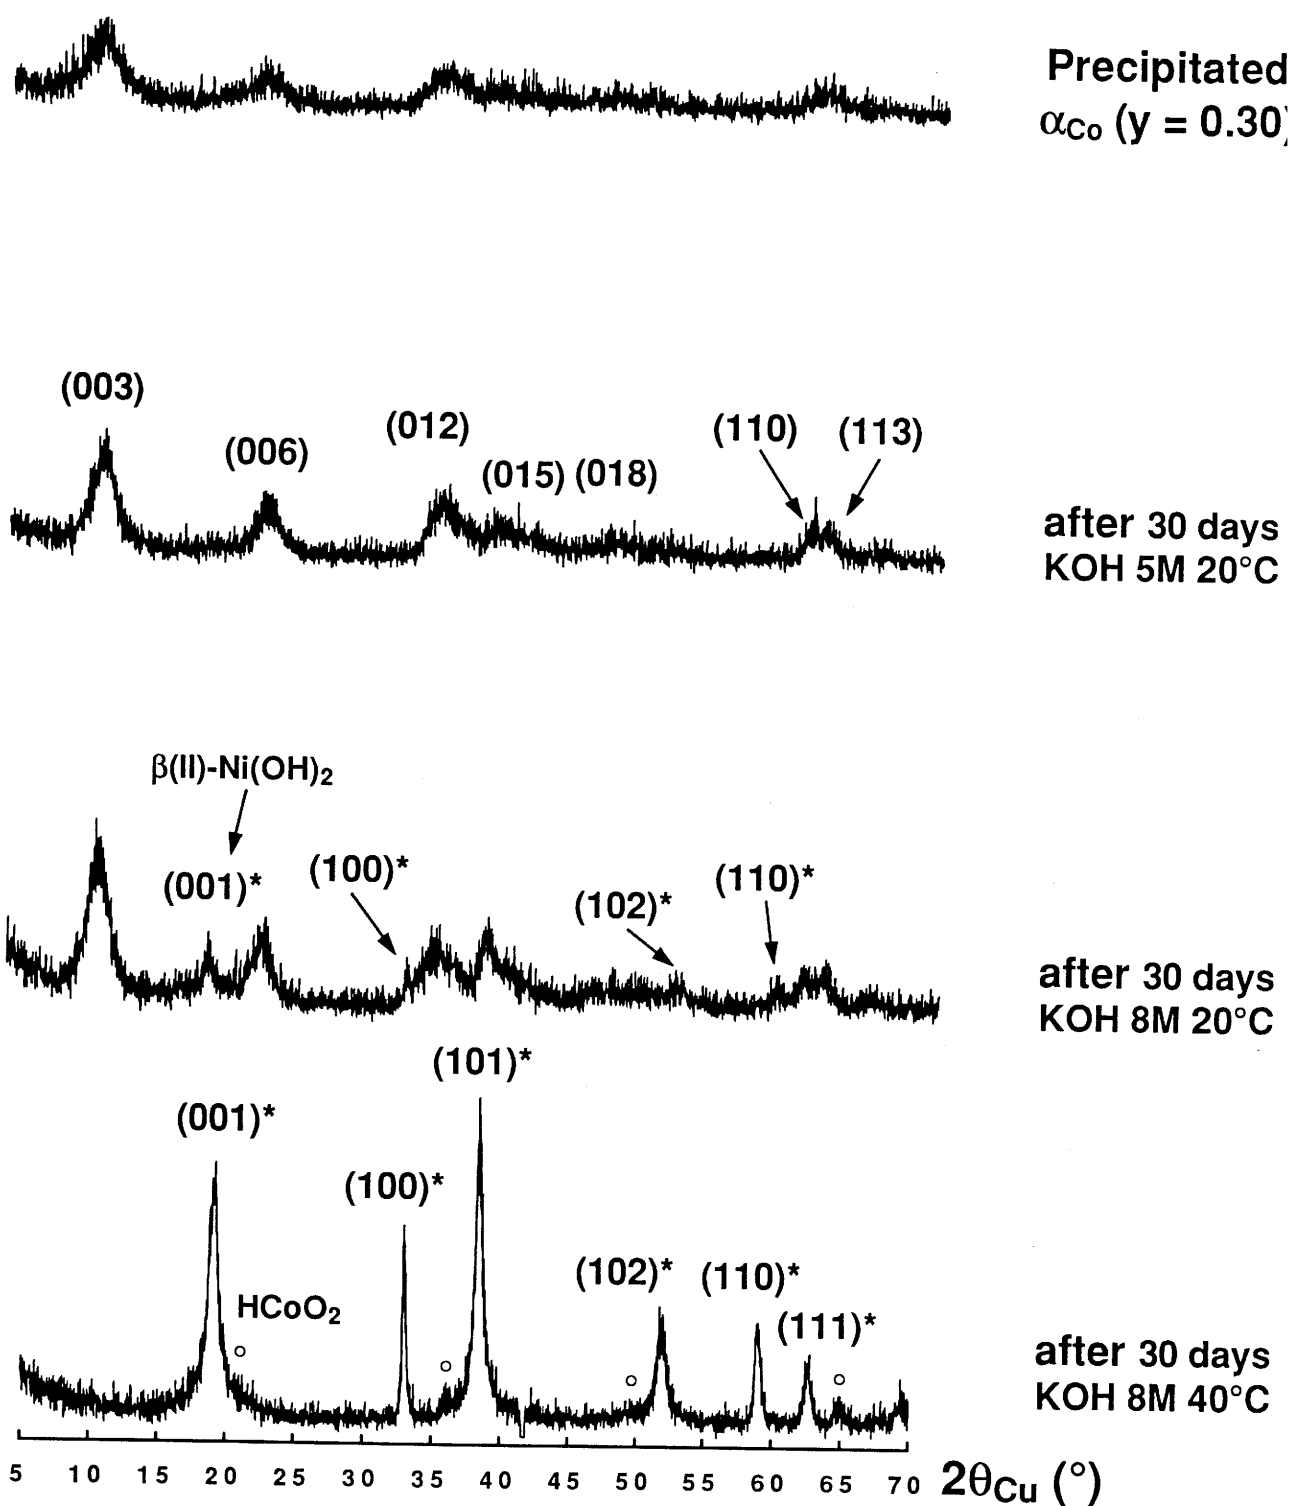 Precipitated
αCo (y = 0.30)
(003)
(006)
(012)
(015) (018)
(110)
(113)
after 30 days
KOH 5M 20°C
β(II)-Ni(OH)₂
(001)*
(100)*
(102)*
(110)*
after 30 days
KOH 8M 20°C
(101)*
(001)*
(100)*
(102)*
(110)*
(111)*
HCoO₂
after 30 days
KOH 8M 40°C
5 10 15 20 25 30 35 40 45 50 55 60 65 70 2θCu (°)